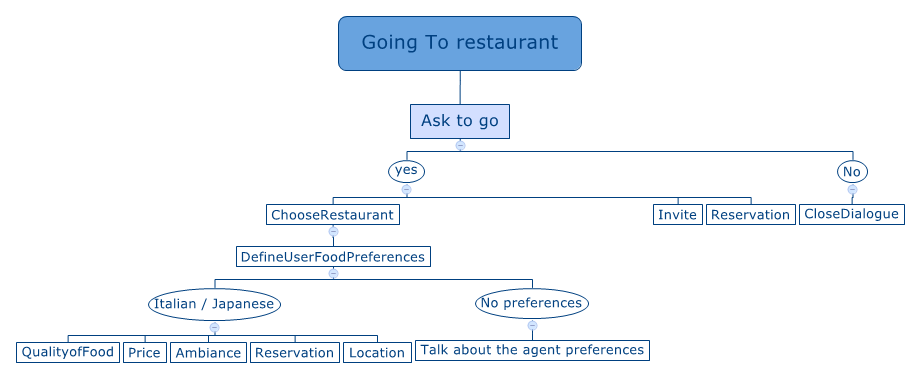 Going To restaurant
Ask to go
yes
No
ChooseRestaurant
Invite
Reservation
CloseDialogue
DefineUserFoodPreferences
Italian / Japanese
No preferences
QualityofFood
Price
Ambiance
Reservation
Location
Talk about the agent preferences